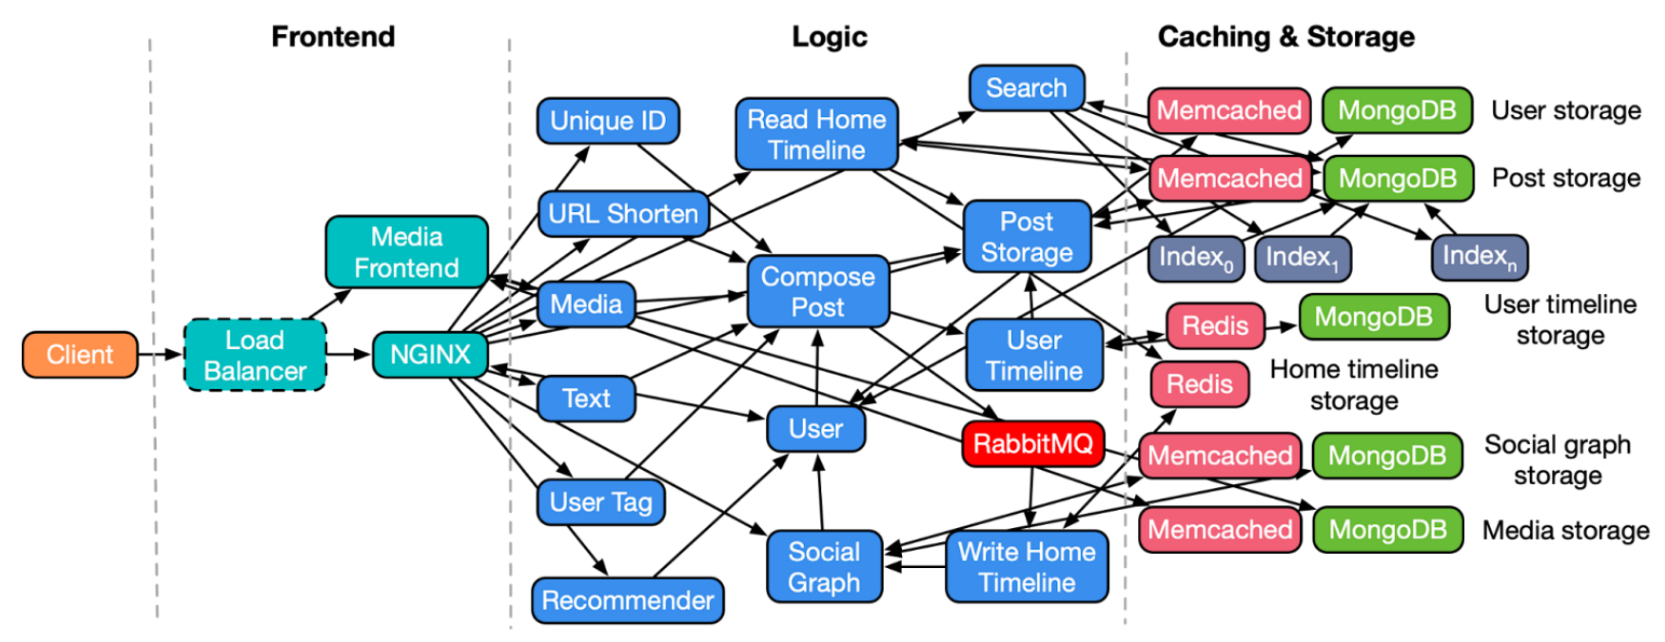 Frontend
Logic
Caching & Storage
Client
Load
Balancer
Media
Frontend
NGINX
Unique ID
URL Shorten
Media
Text
User Tag
Recommender
Read Home
Timeline
Compose
Post
User
Social
Graph
Search
Post
Storage
User
Timeline
RabbitMQ
Write Home
Timeline
Memcached
MongoDB
User storage
Memcached
MongoDB
Post storage
Index0
Index1
Indexn
Redis
MongoDB
User timeline
storage
Redis
Home timeline
storage
Memcached
MongoDB
Social graph
storage
Memcached
MongoDB
Media storage